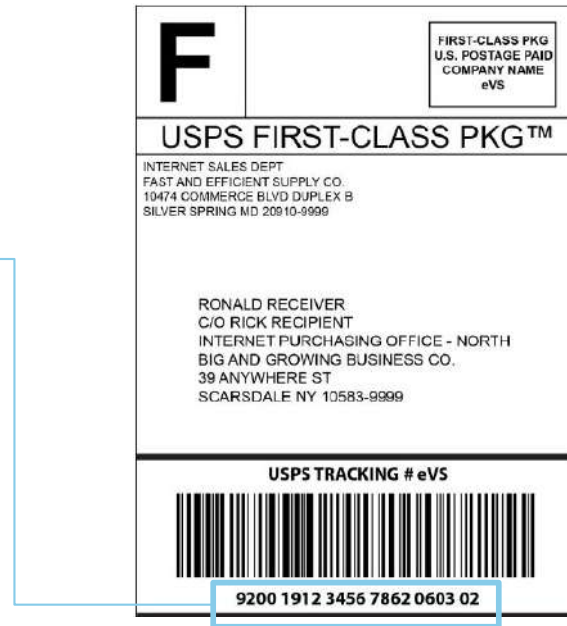 F
FIRST-CLASS PKG
U.S. POSTAGE PAID
COMPANY NAME
eVS
USPS FIRST-CLASS PKG™
INTERNET SALES DEPT
FAST AND EFFICIENT SUPPLY CO.
10474 COMMERCE BLVD DUPLEX B
SILVER SPRING MD 20910-9999
RONALD RECEIVER
C/O RICK RECIPIENT
INTERNET PURCHASING OFFICE - NORTH
BIG AND GROWING BUSINESS CO.
39 ANYWHERE ST
SCARSDALE NY 10583-9999
USPS TRACKING # eVS
9200 1912 3456 7862 0603 02